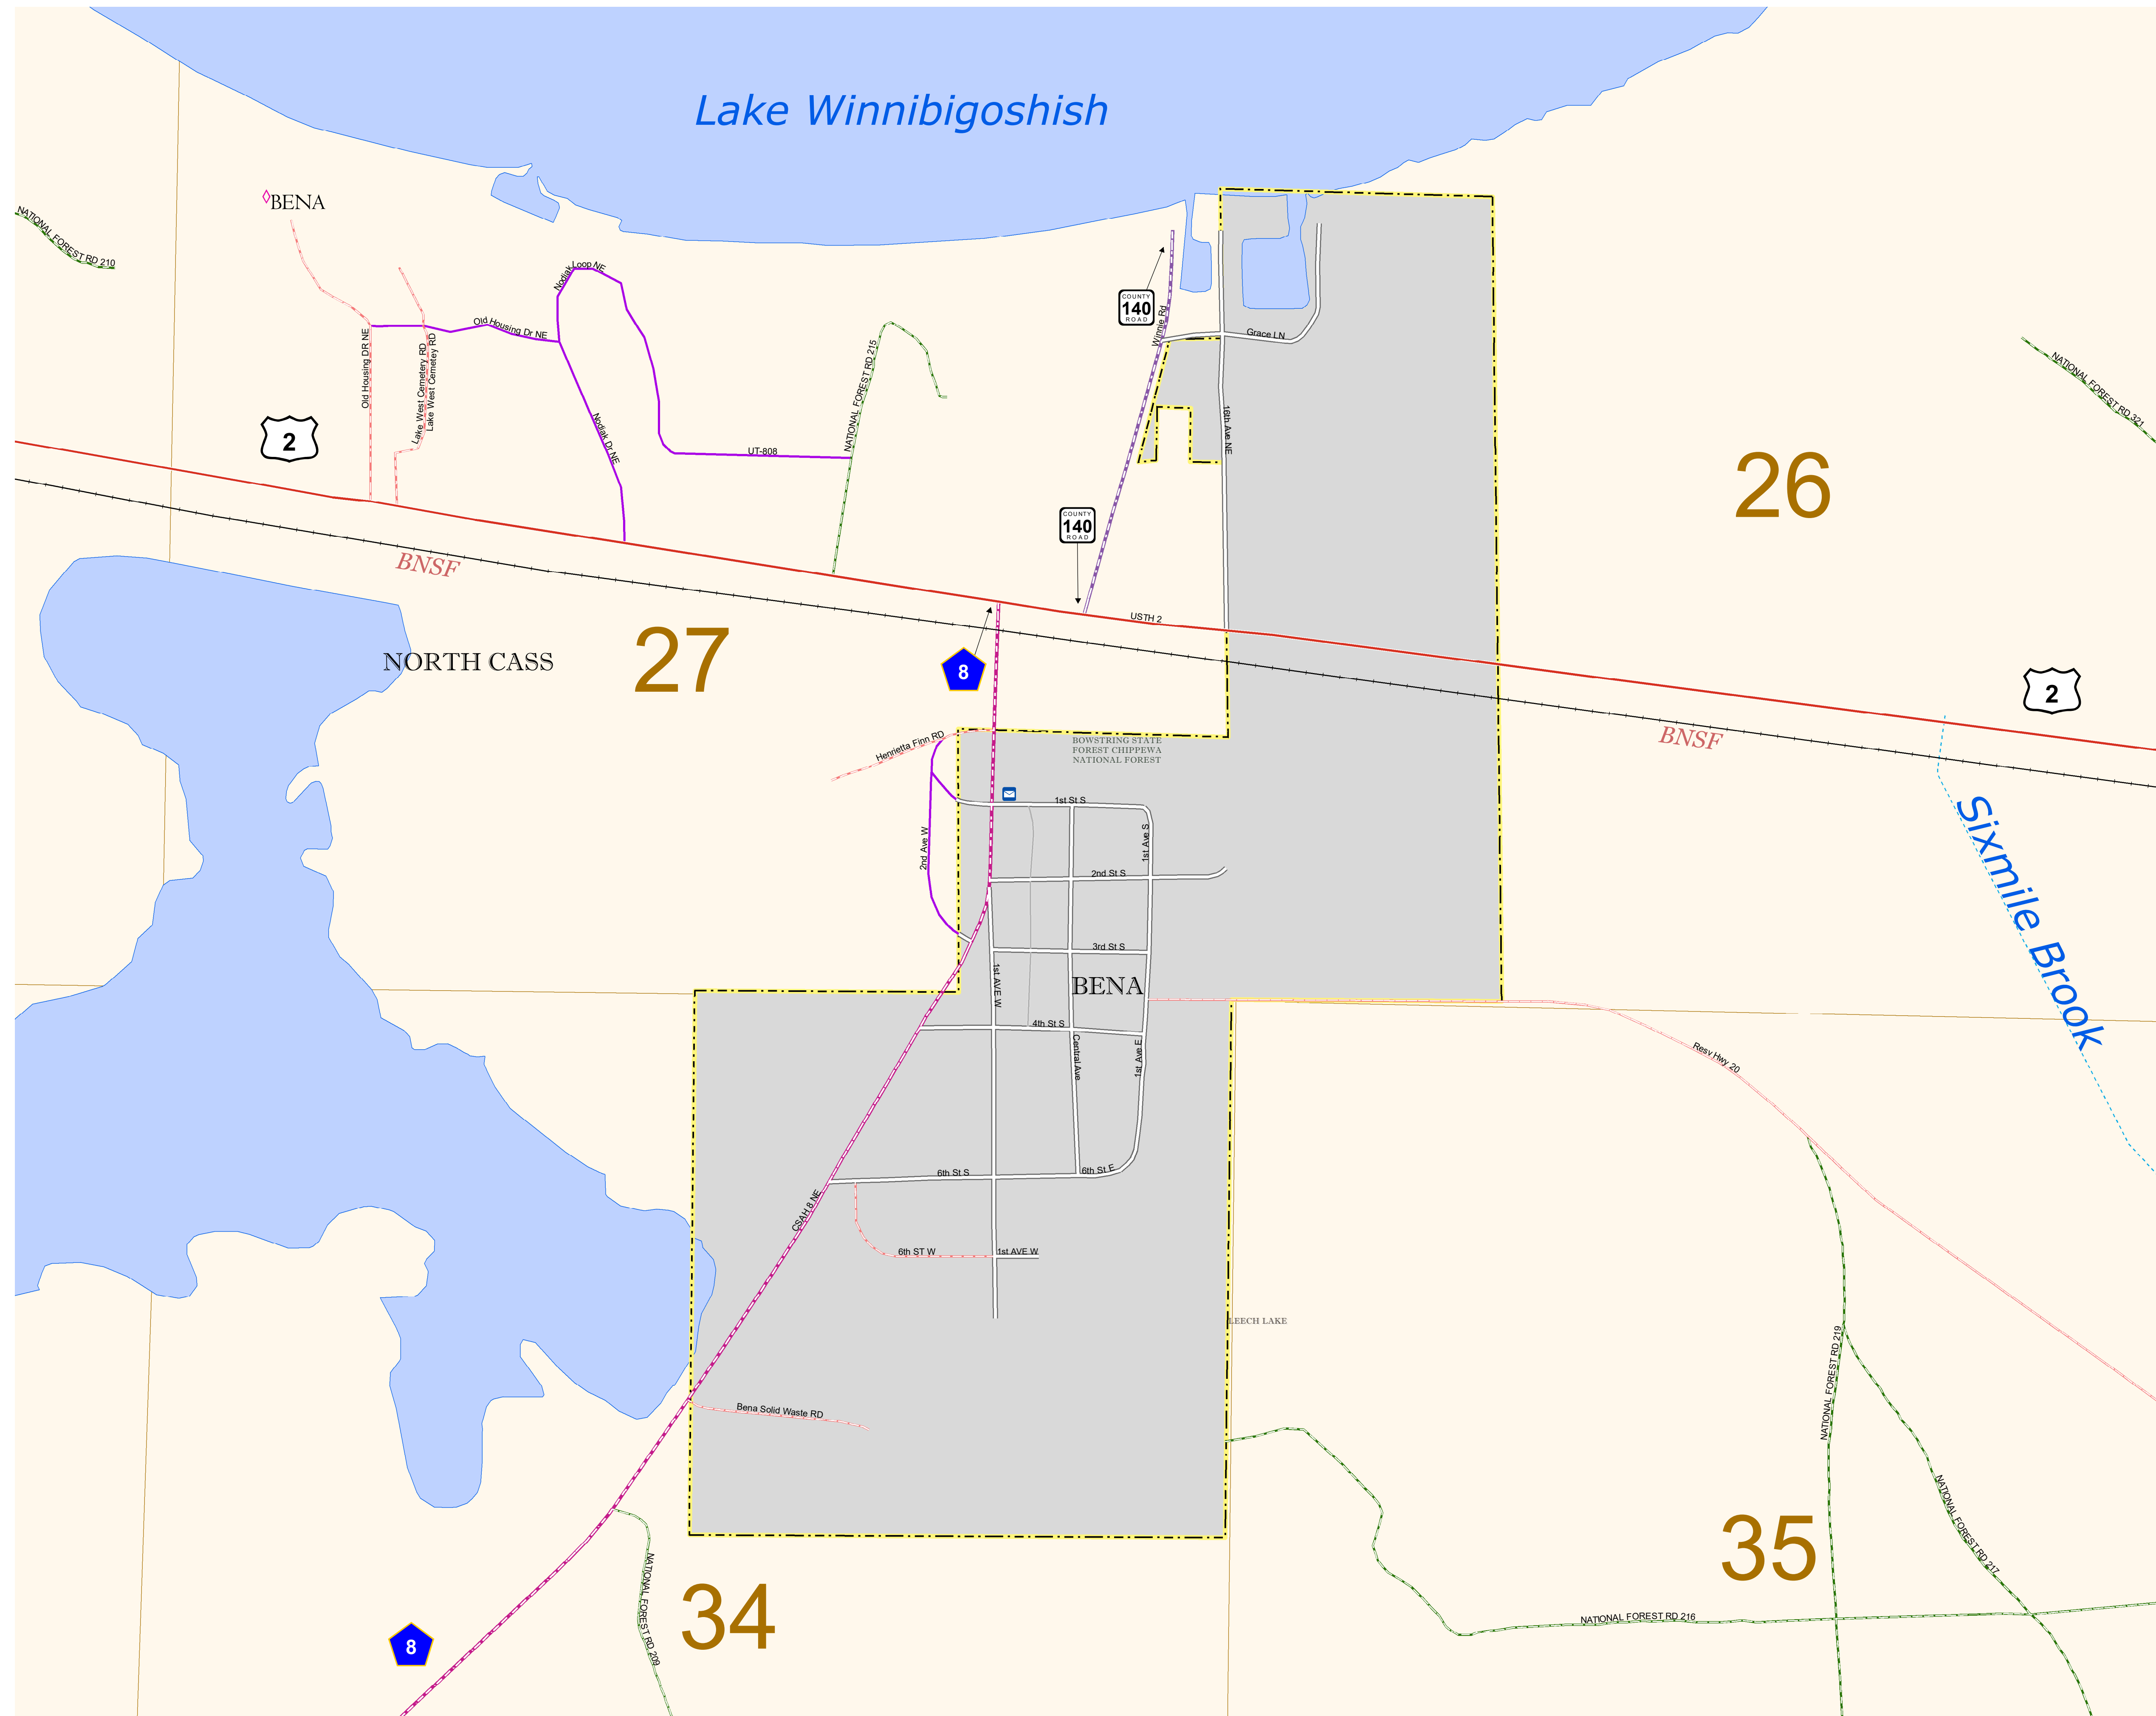 Lake Winnibigoshish
BENA
NATIONAL FOREST RD 210
Nodiak Loop NE
Old Housing Dr NE
Old Housing DR NE
Lake West Cemetery RD
Lake West Cemetey RD
2
Nodiak Dr NE
UT-808
NATIONAL FOREST RD 215
COUNTY
140
ROAD
Winnie Rd
Grace LN
16th Ave NE
NATIONAL FOREST RD 321
26
COUNTY
140
ROAD
BNSF
USTH 2
NORTH CASS
27
8
2
BNSF
Henrietta Finn RD
BOWSTRING STATE
FOREST CHIPPEWA
NATIONAL FOREST
1st St S
2nd Ave W
1st Ave S
2nd St S
Sixmile Brook
3rd St S
1st AVE W
BENA
4th St S
Central Ave
1st Ave E
Resv Hwy 20
6th St S
6th St E
CSAH 8 NE
6th ST W
1st AVE W
LEECH LAKE
NATIONAL FOREST RD 219
Bena Solid Waste RD
NATIONAL FOREST RD 217
35
34
NATIONAL FOREST RD 209
NATIONAL FOREST RD 216
8